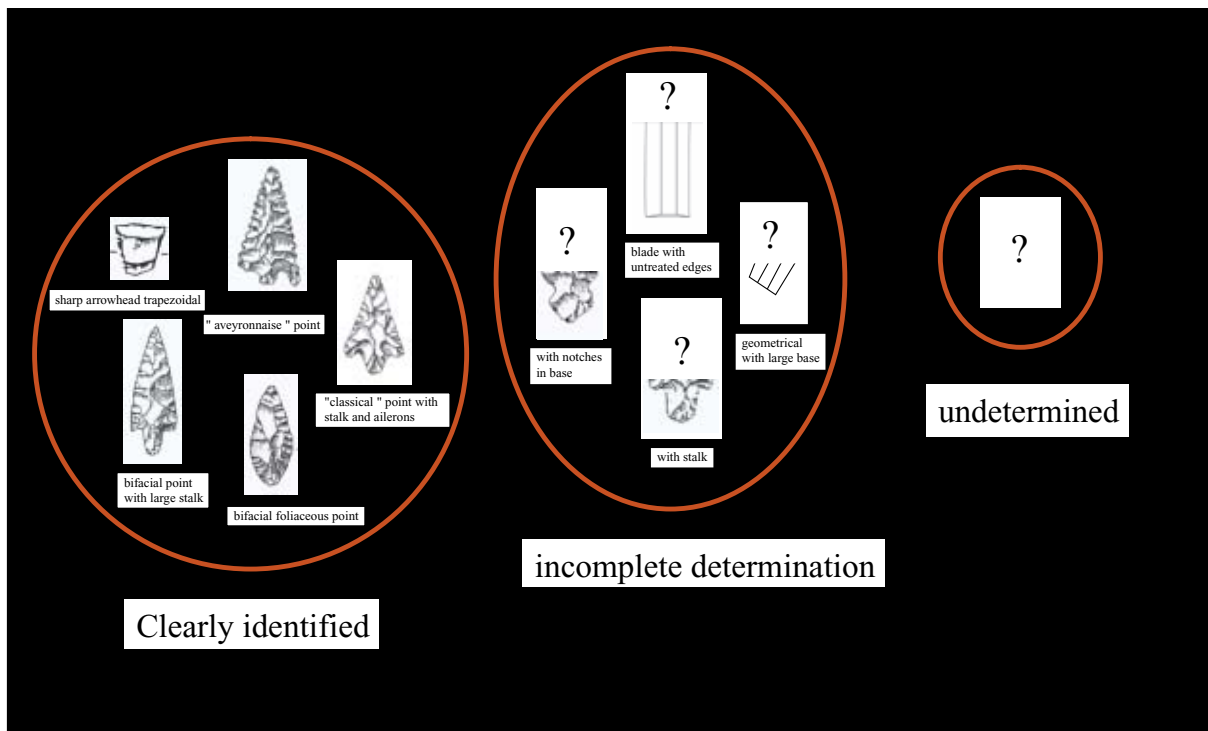 sharp arrowhead trapezoidal
" aveyronnaise " point
"classical " point with
stalk and ailerons
bifacial point
with large stalk
bifacial foliaceous point
Clearly identified
?
blade with
untreated edges
?
with notches
in base
?
geometrical
with large base
?
with stalk
incomplete determination
?
undetermined